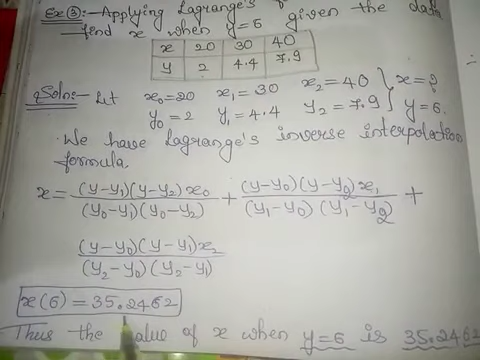 Ex ③:- Applying Lagrange's given the data
find x when y=6
x 20 30 40
y 2 4.4 7.9
Soln:- Let x₀=20 x₁=30 x₂=40 } x=?
y₀=2 y₁=4.4 y₂=7.9 y=6.
We have Lagrange's inverse interpolation
formula.
x = (y-y₁)(y-y₂)x₀ / (y₀-y₁)(y₀-y₂) + (y-y₀)(y-y₂)x₁ / (y₁-y₀)(y₁-y₂) +
(y-y₀)(y-y₁)x₂ / (y₂-y₀)(y₂-y₁)
x(6) = 35.2462
Thus the value of x when y=6 is 35.2462